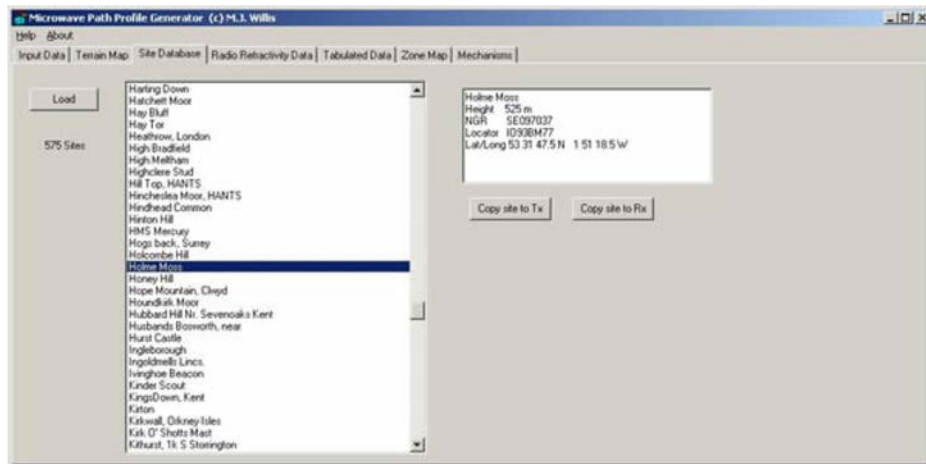 Microwave Path Profile Generator (c) M.J. Willis
Help About
Input Data Terrain Map Site Database Radio Refractivity Data Tabulated Data Zone Map Mechanisms
Load
575 Sites
Harting Down
Hatchett Moor
Hay Bluff
Hay Tor
Heathrow, London
High Bradfield
High Meltham
Highclere Stud
Hill Top, HANTS
Hincheslea Moor, HANTS
Hindhead Common
Hinton Hill
HMS Mercury
Hogs back, Surrey
Holcombe Hill
Holme Moss
Honey Hill
Hope Mountain, Clwyd
Houndkirk Moor
Hubbard Hill Nr. Sevenoaks Kent
Husbands Bosworth, near
Hurst Castle
Ingleborough
Ingoldmells Lincs.
Ivinghoe Beacon
Kinder Scout
KingsDown, Kent
Kirton
Kirkwall, Orkney Isles
Kirk O' Shotts Mast
Kithurst, 1k S Storrington
Holme Moss
Height 525 m
NGR SE097037
Locator IO93BM77
Lat/Long 53 31 47.5 N 1 51 18.5 W
Copy site to Tx
Copy site to Rx